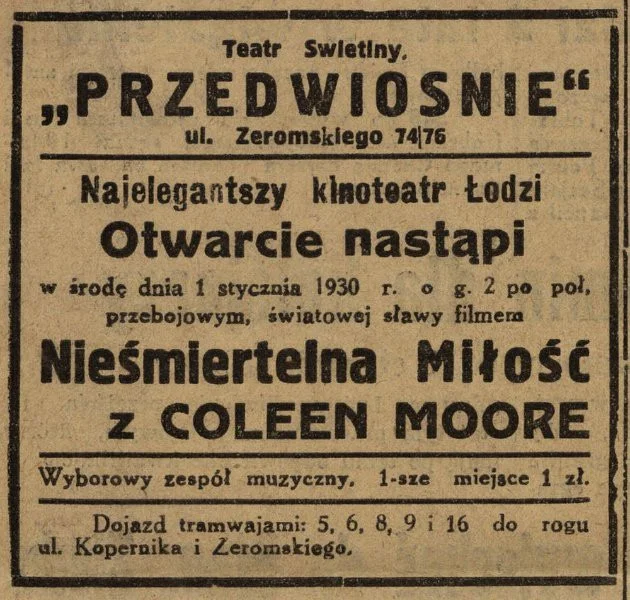 Teatr Swietlny.
„PRZEDWIOSNIE“
ul. Zeromskiego 74|76
Najelegantszy kinoteatr Łodzi
Otwarcie nastąpi
w środę dnia 1 stycznia 1930 r. o g. 2 po poł,
przebojowym, światowej sławy filmem
Nieśmiertelna Miłość
z COLEEN MOORE
Wyborowy zespół muzyczny. 1-sze miejsce 1 zł.
Dojazd tramwajami: 5, 6, 8, 9 i 16 do rogu
ul. Kopernika i Żeromskiego.